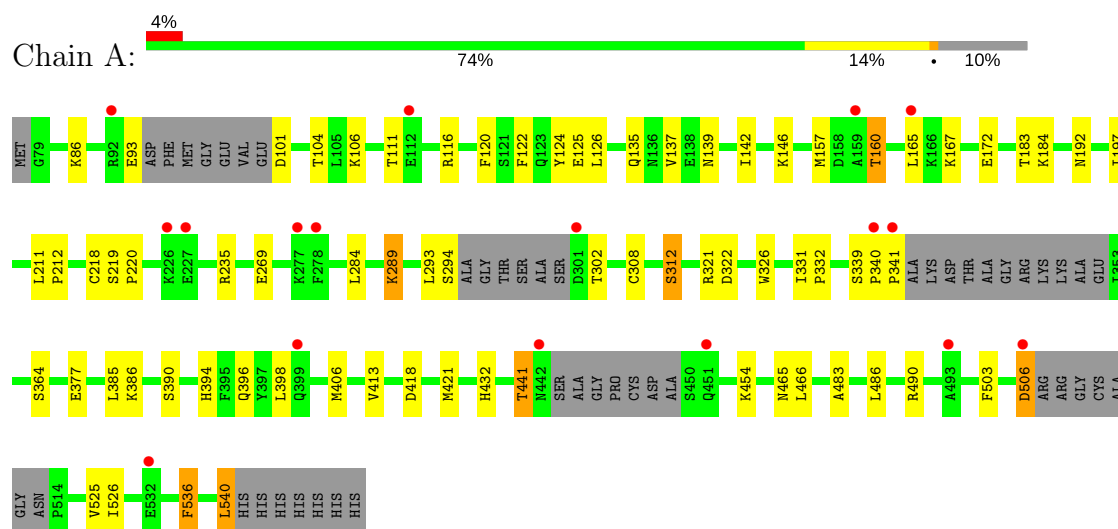 4%
Chain A:
74% 14% • 10%
MET G79 K86 R92 E93 ASP PHE MET GLY GLU VAL GLU D101 T104 L105 K106 T111 E112 R116 F120 S121 F122 Q123 Y124 E125 L126 Q135 N136 V137 E138 N139 I142 K146 M157 D158 A159 T160 L165 K166 K167 E172 T183 K184 N192
L211 P212 C218 S219 P220 K226 E227 R235 E269 K277 F278 L284 K289 L293 S294 ALA GLY THR SER ALA SER D301 T302 C308 S312 R321 D322 W326 I331 P332 S339 P340 P341 ALA LYS ASP THR ALA GLY ARG LYS LYS ALA GLU
S364 E377 L385 K386 S390 H394 F395 Q396 Y397 L398 Q399 M406 V413 D418 M421 H432 T441 N442 SER ALA GLY PRO CYS ASP ALA S450 Q451 K454 N465 L466 A483 L486 R490 A493 F503 D506 ARG ARG GLY CYS ALA
GLY ASN P514 V525 I526 E532 F536 L540 HIS HIS HIS HIS HIS HIS HIS